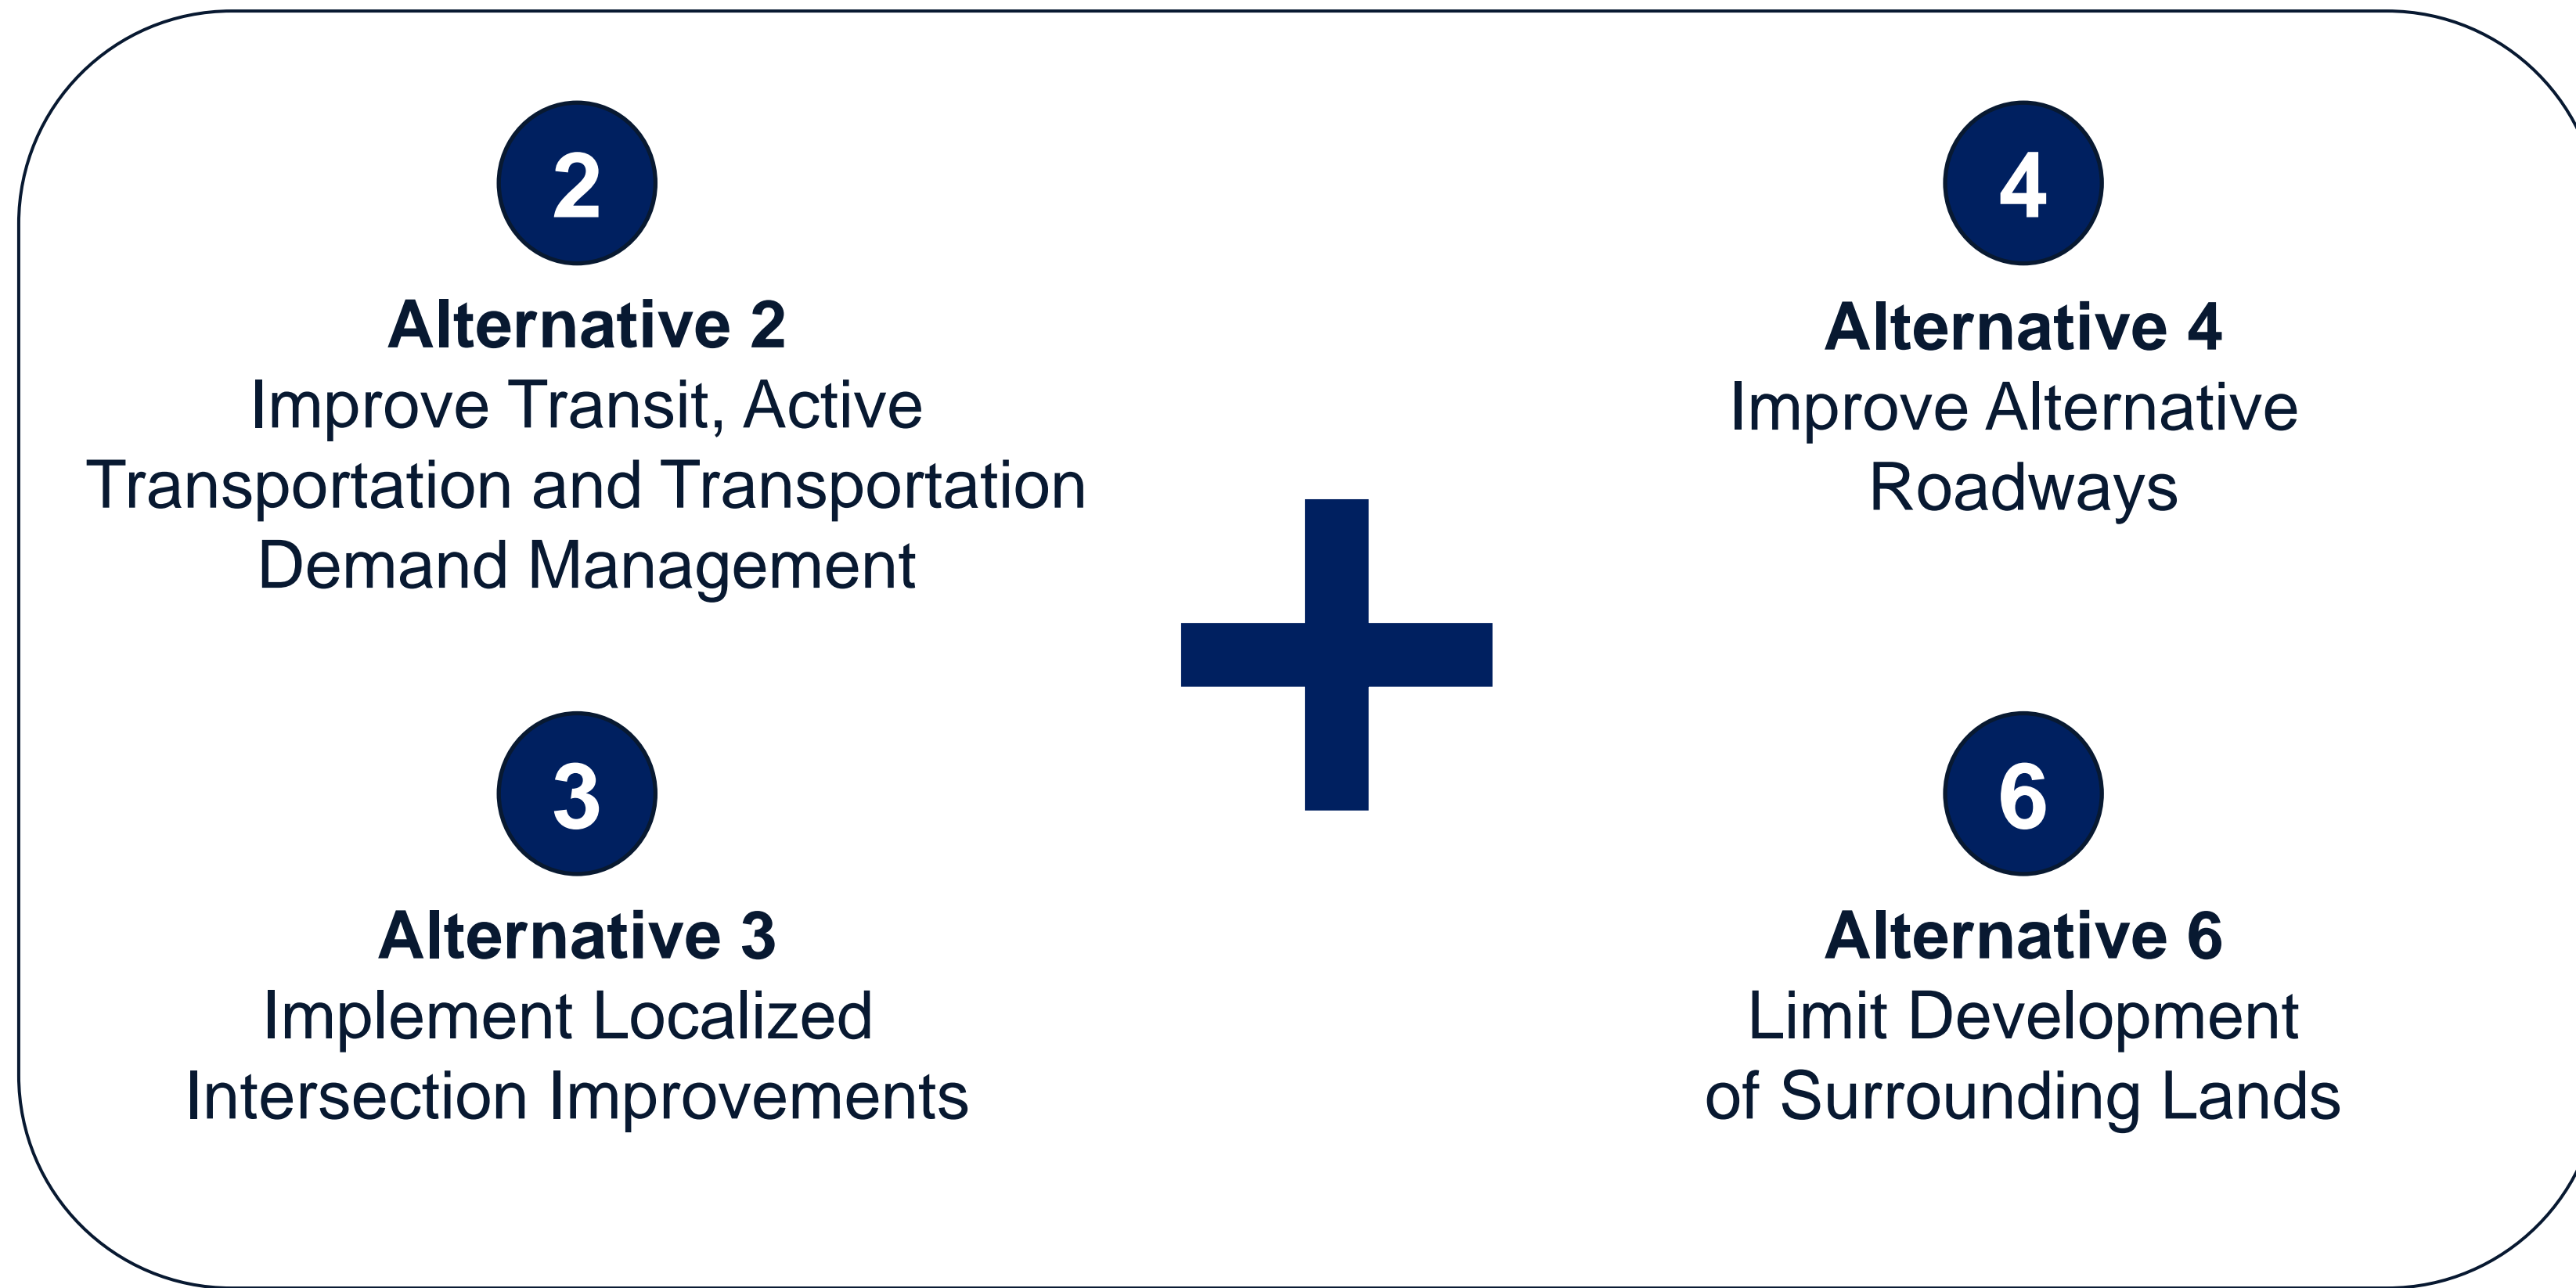 2
Alternative 2
Improve Transit, Active
Transportation and Transportation
Demand Management
3
Alternative 3
Implement Localized
Intersection Improvements
4
Alternative 4
Improve Alternative
Roadways
6
Alternative 6
Limit Development
of Surrounding Lands